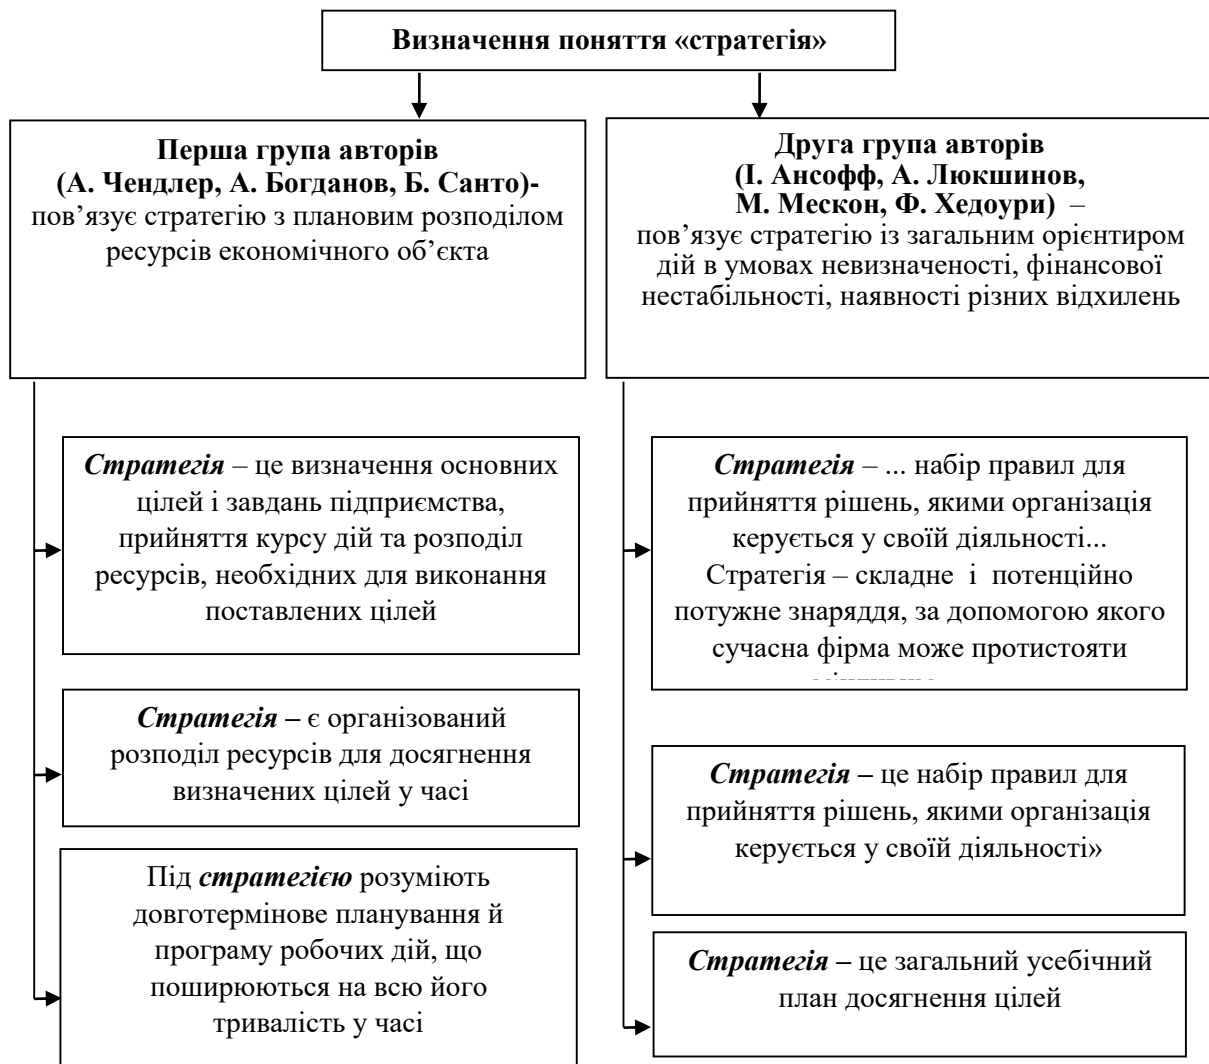 Визначення поняття «стратегія»
Перша група авторів
(А. Чендлер, А. Богданов, Б. Санто)-
пов’язує стратегію з плановим розподілом
ресурсів економічного об’єкта
Друга група авторів
(І. Ансофф, А. Люкшинов,
М. Мескон, Ф. Хедоури) –
пов’язує стратегію із загальним орієнтиром
дій в умовах невизначеності, фінансової
нестабільності, наявності різних відхилень
Стратегія – це визначення основних
цілей і завдань підприємства,
прийняття курсу дій та розподіл
ресурсів, необхідних для виконання
поставлених цілей
Стратегія – є організований
розподіл ресурсів для досягнення
визначених цілей у часі
Під стратегією розуміють
довготермінове планування й
програму робочих дій, що
поширюються на всю його
тривалість у часі
Стратегія – ... набір правил для
прийняття рішень, якими організація
керується у своїй діяльності...
Стратегія – складне і потенційно
потужне знаряддя, за допомогою якого
сучасна фірма може протистояти
Стратегія – це набір правил для
прийняття рішень, якими організація
керується у своїй діяльності»
Стратегія – це загальний усебічний
план досягнення цілей